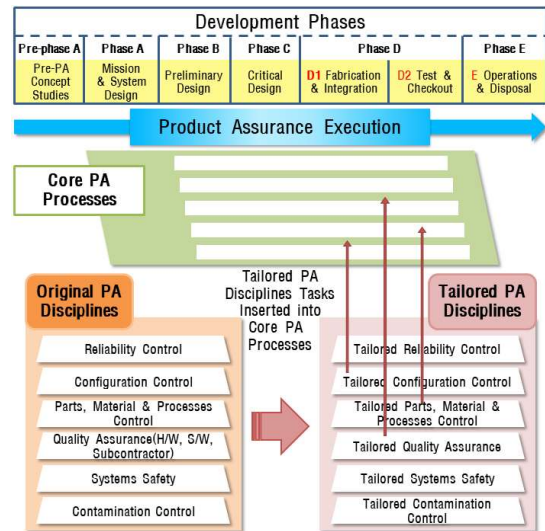 Development Phases
Pre-phase A
Phase A
Phase B
Phase C
Phase D
Phase E
Pre-PA
Concept
Studies
Mission
& System
Design
Preliminary
Design
Critical
Design
D1 Fabrication
& Integration
D2 Test &
Checkout
E Operations
& Disposal
Product Assurance Execution
Core PA
Processes
Tailored PA
Disciplines Tasks
Inserted into
Core PA
Processes
Original PA
Disciplines
Tailored PA
Disciplines
Reliability Control
Configuration Control
Parts, Material & Processes
Control
Quality Assurance(H/W, S/W,
Subcontractor)
Systems Safety
Contamination Control
Tailored Reliability Control
Tailored Configuration Control
Tailored Parts, Material &
Processes Control
Tailored Quality Assurance
Tailored Systems Safety
Tailored Contamination
Control